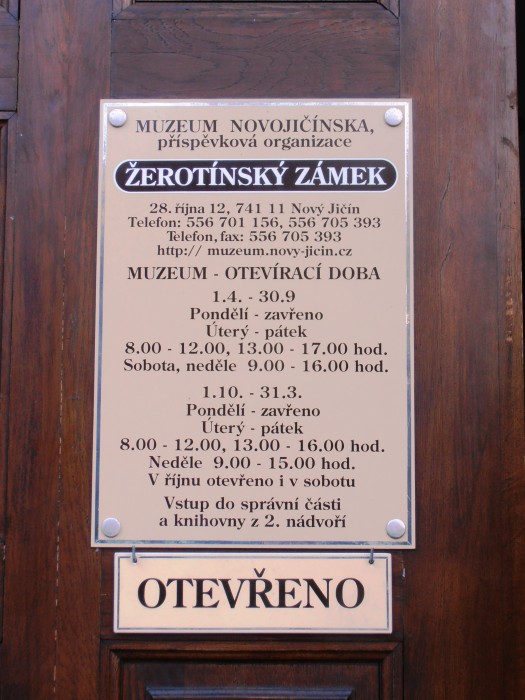 MUZEUM NOVOJIČÍNSKA,
příspěvková organizace
ŽEROTÍNSKÝ ZÁMEK
28. října 12, 741 11 Nový Jičín
Telefon: 556 701 156, 556 705 393
Telefon, fax: 556 705 393
http:// muzeum.novy-jicin.cz
MUZEUM - OTEVÍRACÍ DOBA
1.4. - 30.9
Pondělí - zavřeno
Úterý - pátek
8.00 - 12.00, 13.00 - 17.00 hod.
Sobota, neděle 9.00 - 16.00 hod.
1.10. - 31.3.
Pondělí - zavřeno
Úterý - pátek
8.00 - 12.00, 13.00 - 16.00 hod.
Neděle 9.00 - 15.00 hod.
V říjnu otevřeno i v sobotu
Vstup do správní části
a knihovny z 2. nádvoří
OTEVŘENO